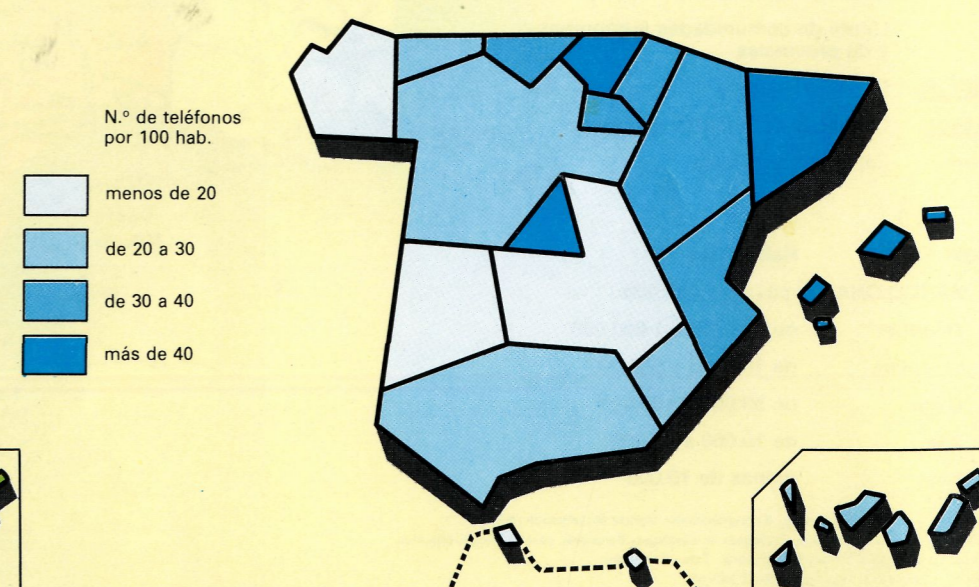 N.º de teléfonos
por 100 hab.
menos de 20
de 20 a 30
de 30 a 40
más de 40